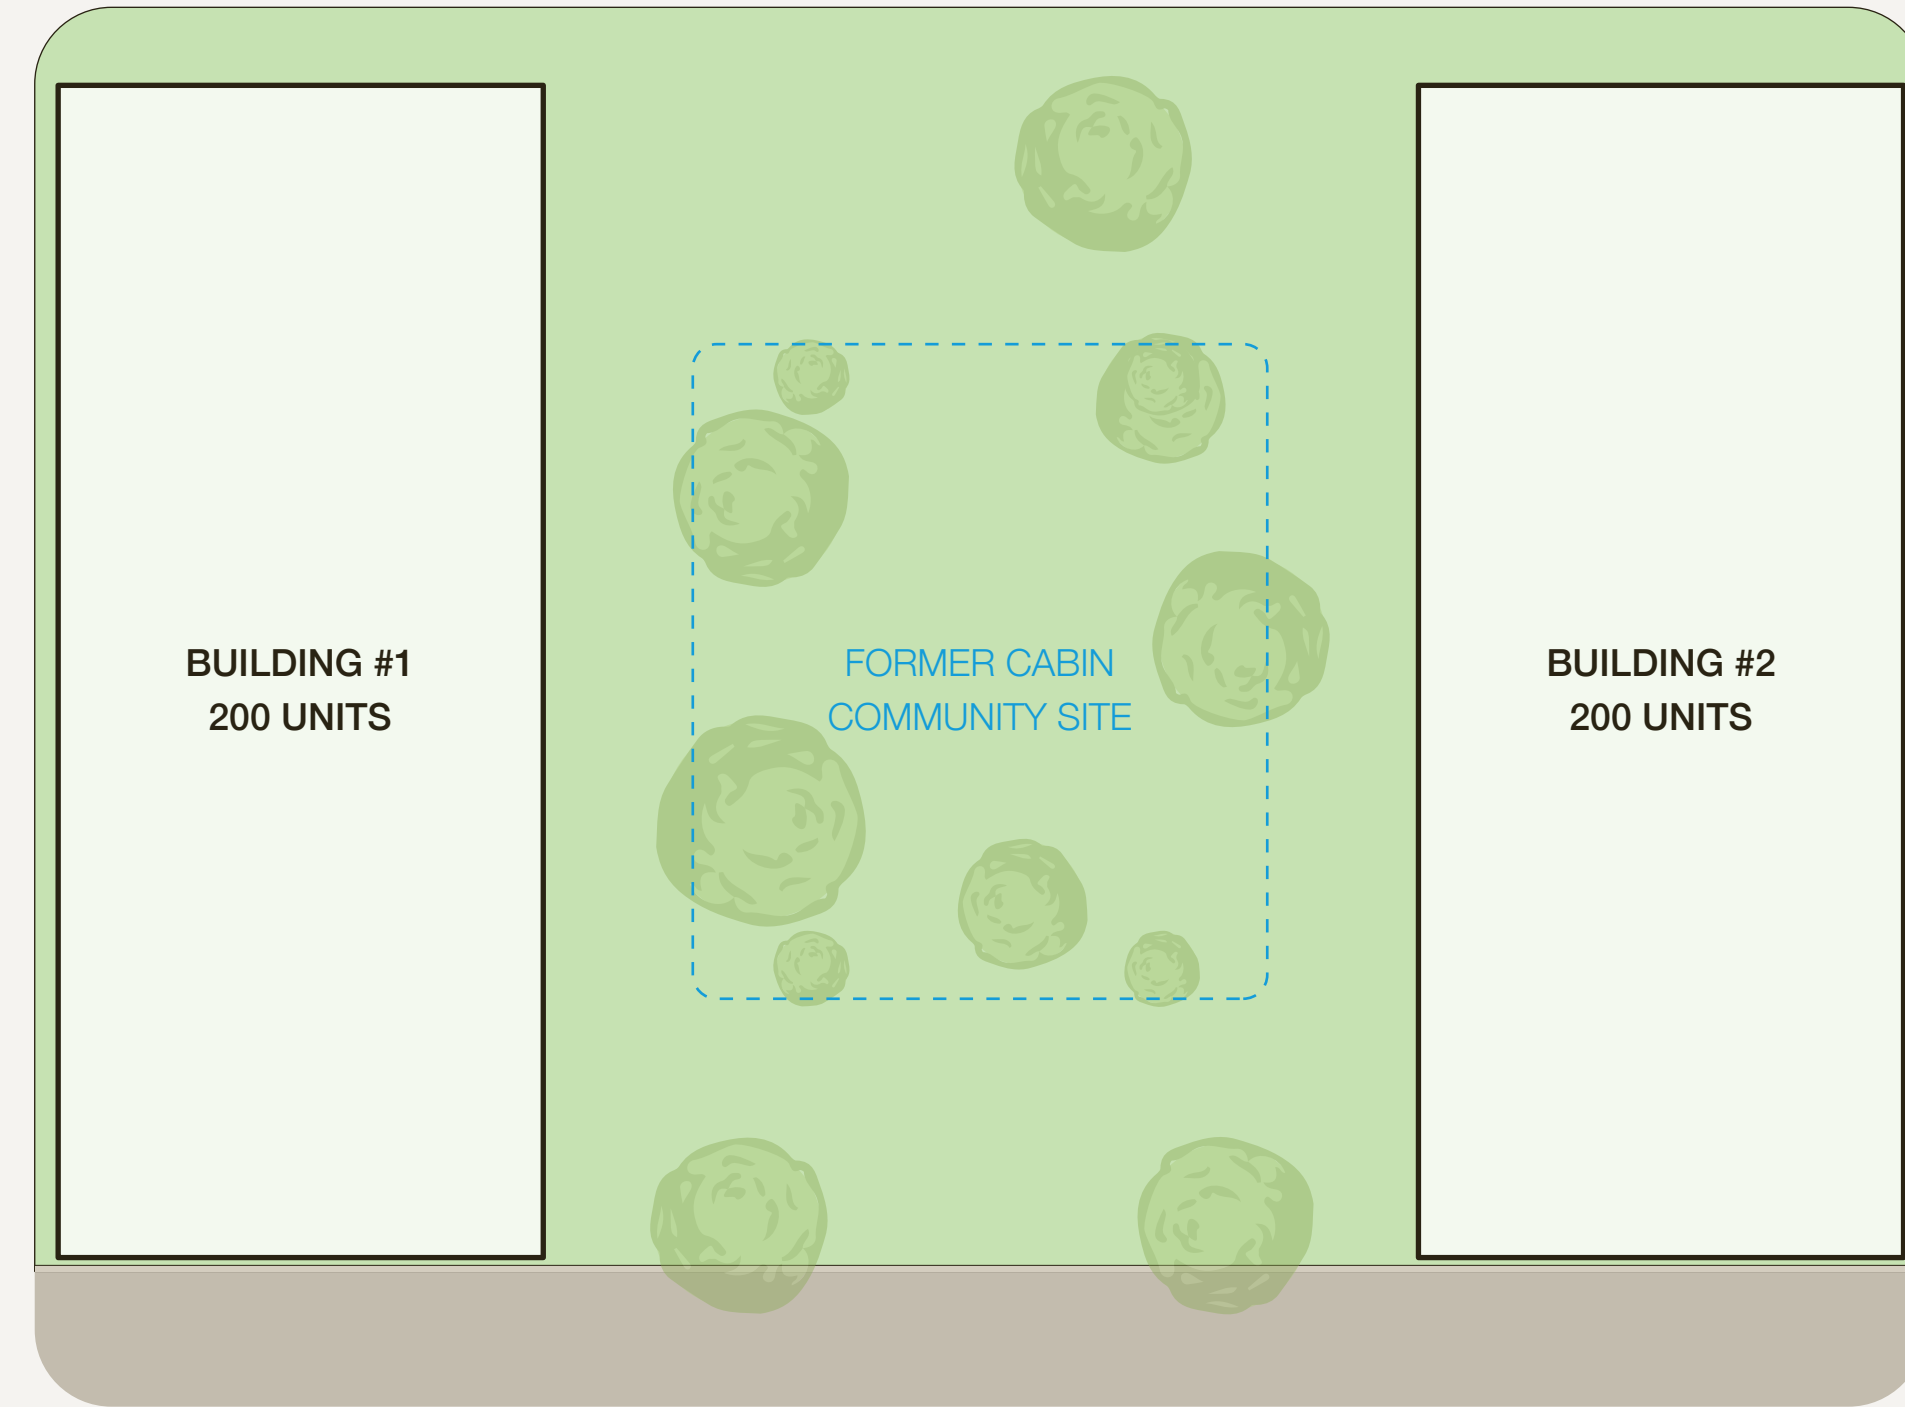 BUILDING #1
200 UNITS
FORMER CABIN
COMMUNITY SITE
BUILDING #2
200 UNITS